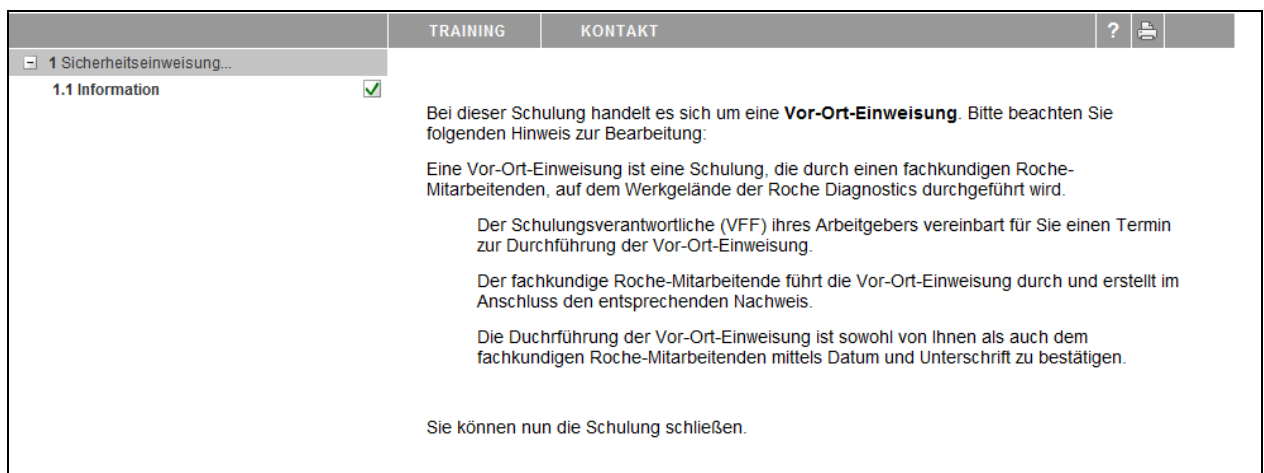 TRAINING KONTAKT ?
1 Sicherheitseinweisung...
1.1 Information
Bei dieser Schulung handelt es sich um eine Vor-Ort-Einweisung. Bitte beachten Sie
folgenden Hinweis zur Bearbeitung:
Eine Vor-Ort-Einweisung ist eine Schulung, die durch einen fachkundigen Roche-
Mitarbeitenden, auf dem Werkgelände der Roche Diagnostics durchgeführt wird.
Der Schulungsverantwortliche (VFF) ihres Arbeitgebers vereinbart für Sie einen Termin
zur Durchführung der Vor-Ort-Einweisung.
Der fachkundige Roche-Mitarbeitende führt die Vor-Ort-Einweisung durch und erstellt im
Anschluss den entsprechenden Nachweis.
Die Duchrführung der Vor-Ort-Einweisung ist sowohl von Ihnen als auch dem
fachkundigen Roche-Mitarbeitenden mittels Datum und Unterschrift zu bestätigen.
Sie können nun die Schulung schließen.